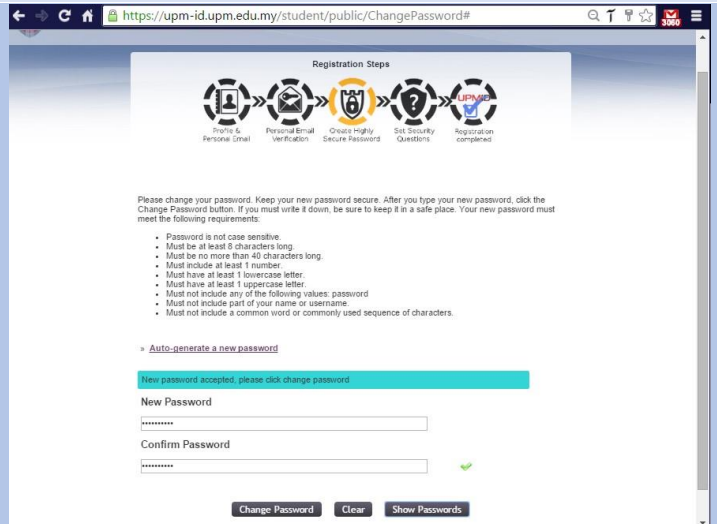 https://upm-id.upm.edu.my/student/public/ChangePassword#
3060
Registration Steps
UPMID
Profile & Personal Email
Personal Email Verification
Create Highly Secure Password
Set Security Questions
Registration completed
Please change your password. Keep your new password secure. After you type your new password, click the
Change Password button. If you must write it down, be sure to keep it in a safe place. Your new password must
meet the following requirements:
• Password is not case sensitive.
• Must be at least 8 characters long.
• Must be no more than 40 characters long.
• Must include at least 1 number.
• Must have at least 1 lowercase letter.
• Must have at least 1 uppercase letter.
• Must not include any of the following values: password
• Must not include part of your name or username.
• Must not include a common word or commonly used sequence of characters.
» Auto-generate a new password
New password accepted, please click change password
New Password
••••••••••
Confirm Password
••••••••••
Change Password Clear Show Passwords